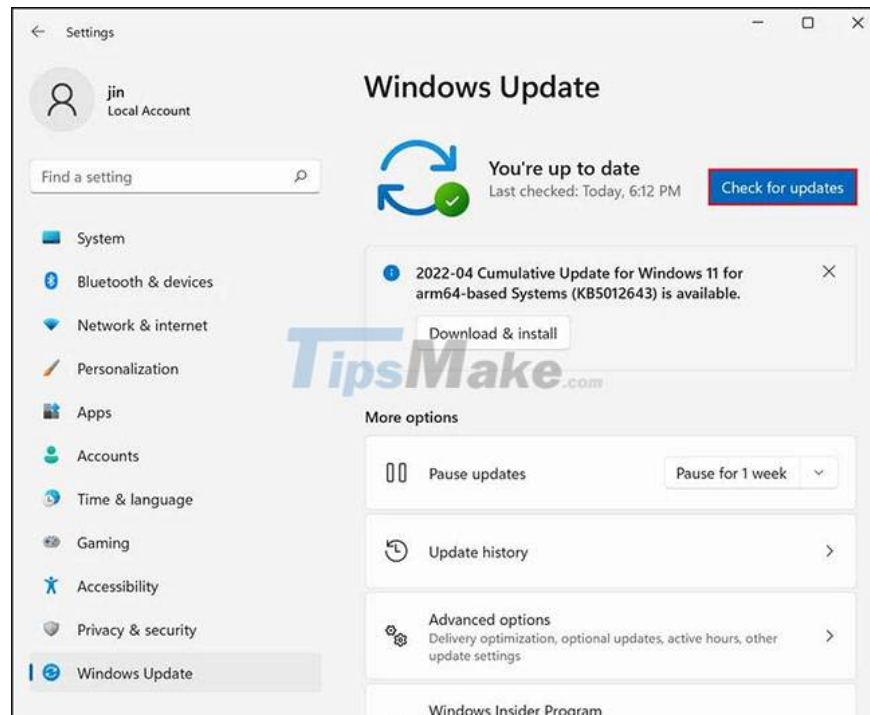 Settings
jin
Local Account
Find a setting
System
Bluetooth & devices
Network & internet
Personalization
Apps
Accounts
Time & language
Gaming
Accessibility
Privacy & security
Windows Update
Windows Update
You're up to date
Last checked: Today, 6:12 PM
Check for updates
2022-04 Cumulative Update for Windows 11 for
arm64-based Systems (KB5012643) is available.
Download & install
TipsMake.com
More options
Pause updates
Pause for 1 week
Update history
Advanced options
Delivery optimization, optional updates, active hours, other
update settings
Windows Insider Program